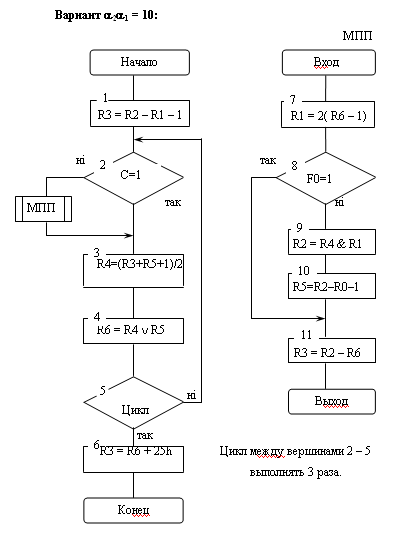 Вариант α₂α₁ = 10:
МПП
Начало
Вход
1
R3 = R2 – R1 – 1
7
R1 = 2( R6 – 1)
ні
2
C=1
так
МПП
так
8
F0=1
ні
3
R4=(R3+R5+1)/2
9
R2 = R4 & R1
10
R5=R2–R0–1
4
R6 = R4 ∨ R5
11
R3 = R2 – R6
5
Цикл
ні
так
Выход
6
R3 = R6 + 25h
Конец
Цикл между вершинами 2 – 5
выполнять 3 раза.